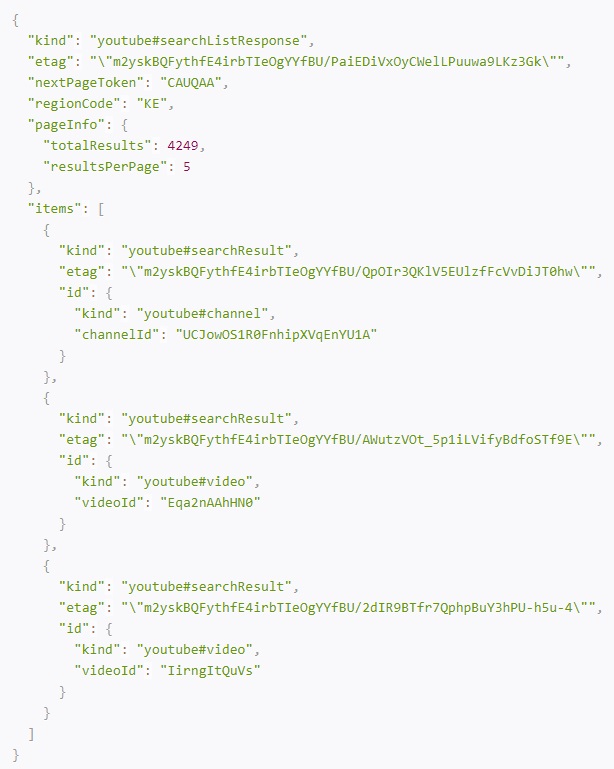 {
  "kind": "youtube#searchListResponse",
  "etag": "\"m2yskBQFythfE4irbTIeOgYYfBU/PaiEDiVxOyCWelLPuuwa9LKz3Gk\"",
  "nextPageToken": "CAUQAA",
  "regionCode": "KE",
  "pageInfo": {
    "totalResults": 4249,
    "resultsPerPage": 5
  },
  "items": [
    {
      "kind": "youtube#searchResult",
      "etag": "\"m2yskBQFythfE4irbTIeOgYYfBU/QpOIr3QKlV5EUlzfFcVvDiJT0hw\"",
      "id": {
        "kind": "youtube#channel",
        "channelId": "UCJowOS1R0FnhipXVqEnYU1A"
      }
    },
    {
      "kind": "youtube#searchResult",
      "etag": "\"m2yskBQFythfE4irbTIeOgYYfBU/AWutzVOt_5p1iLVifyBdfoSTf9E\"",
      "id": {
        "kind": "youtube#video",
        "videoId": "Eqa2nAAhHN0"
      }
    },
    {
      "kind": "youtube#searchResult",
      "etag": "\"m2yskBQFythfE4irbTIeOgYYfBU/2dIR9BTfr7QphpBuY3hPU-h5u-4\"",
      "id": {
        "kind": "youtube#video",
        "videoId": "IirngItQuVs"
      }
    }
  ]
}